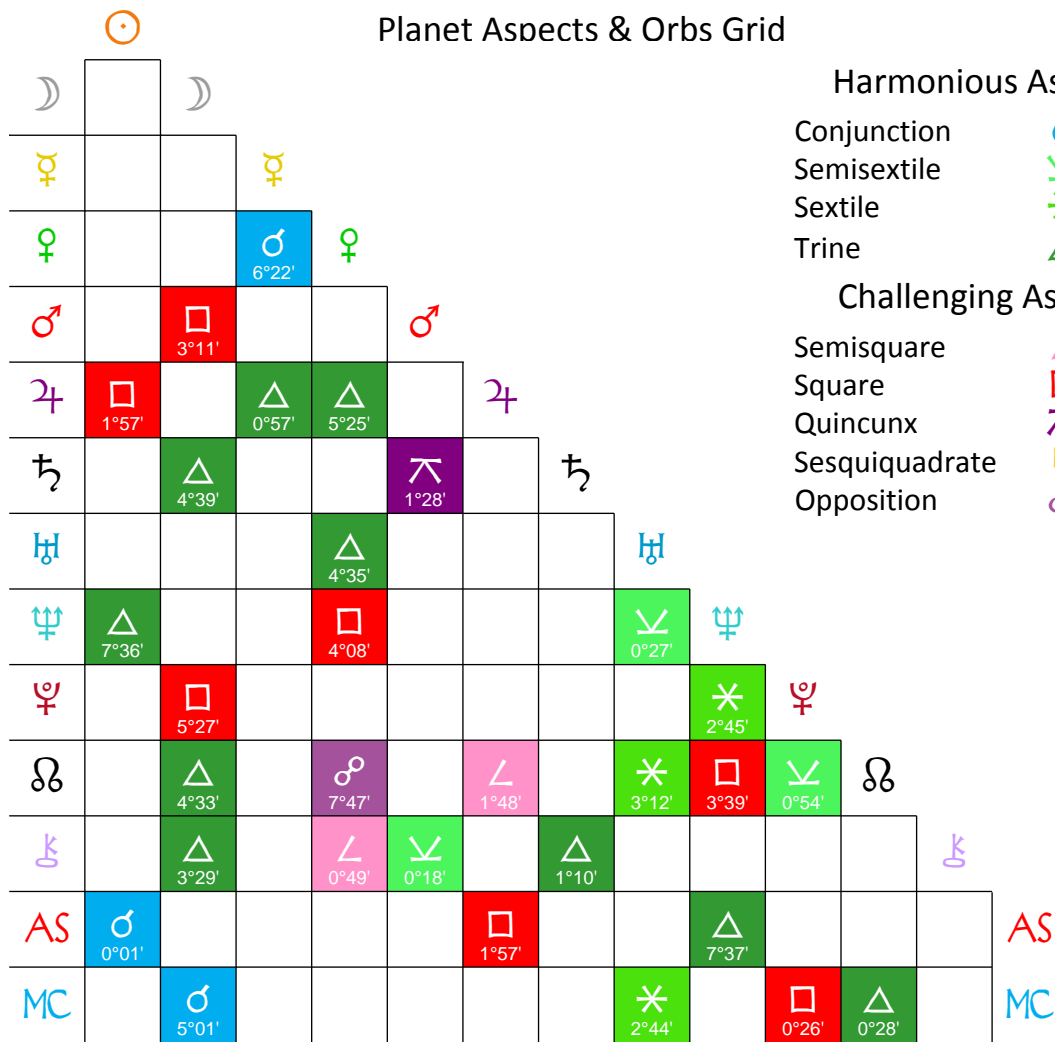 ☉ Planet Aspects & Orbs Grid
☽ ☽
Harmonious As
Conjunction ☌
Semisextile ⚺
Sextile ⚹
Trine △
☿ ☿
♀ ☌ 6°22' ♀
♂ □ 3°11' ♂
Challenging As
Semisquare ∠
Square □
Quincunx ⚻
Sesquiquadrate
Opposition ☍
♃ □ 1°57' △ 0°57' △ 5°25' ♃
♄ △ 4°39' ⚻ 1°28' ♄
♅ △ 4°35' ♅
♆ △ 7°36' □ 4°08' ⚺ 0°27' ♆
♇ □ 5°27' ⚹ 2°45' ♇
☊ △ 4°33' ☍ 7°47' ∠ 1°48' ⚹ 3°12' □ 3°39' ⚺ 0°54' ☊
⚷ △ 3°29' ∠ 0°49' ⚺ 0°18' △ 1°10' ⚷
AS ☌ 0°01' □ 1°57' △ 7°37' AS
MC ☌ 5°01' ⚹ 2°44' □ 0°26' △ 0°28' MC